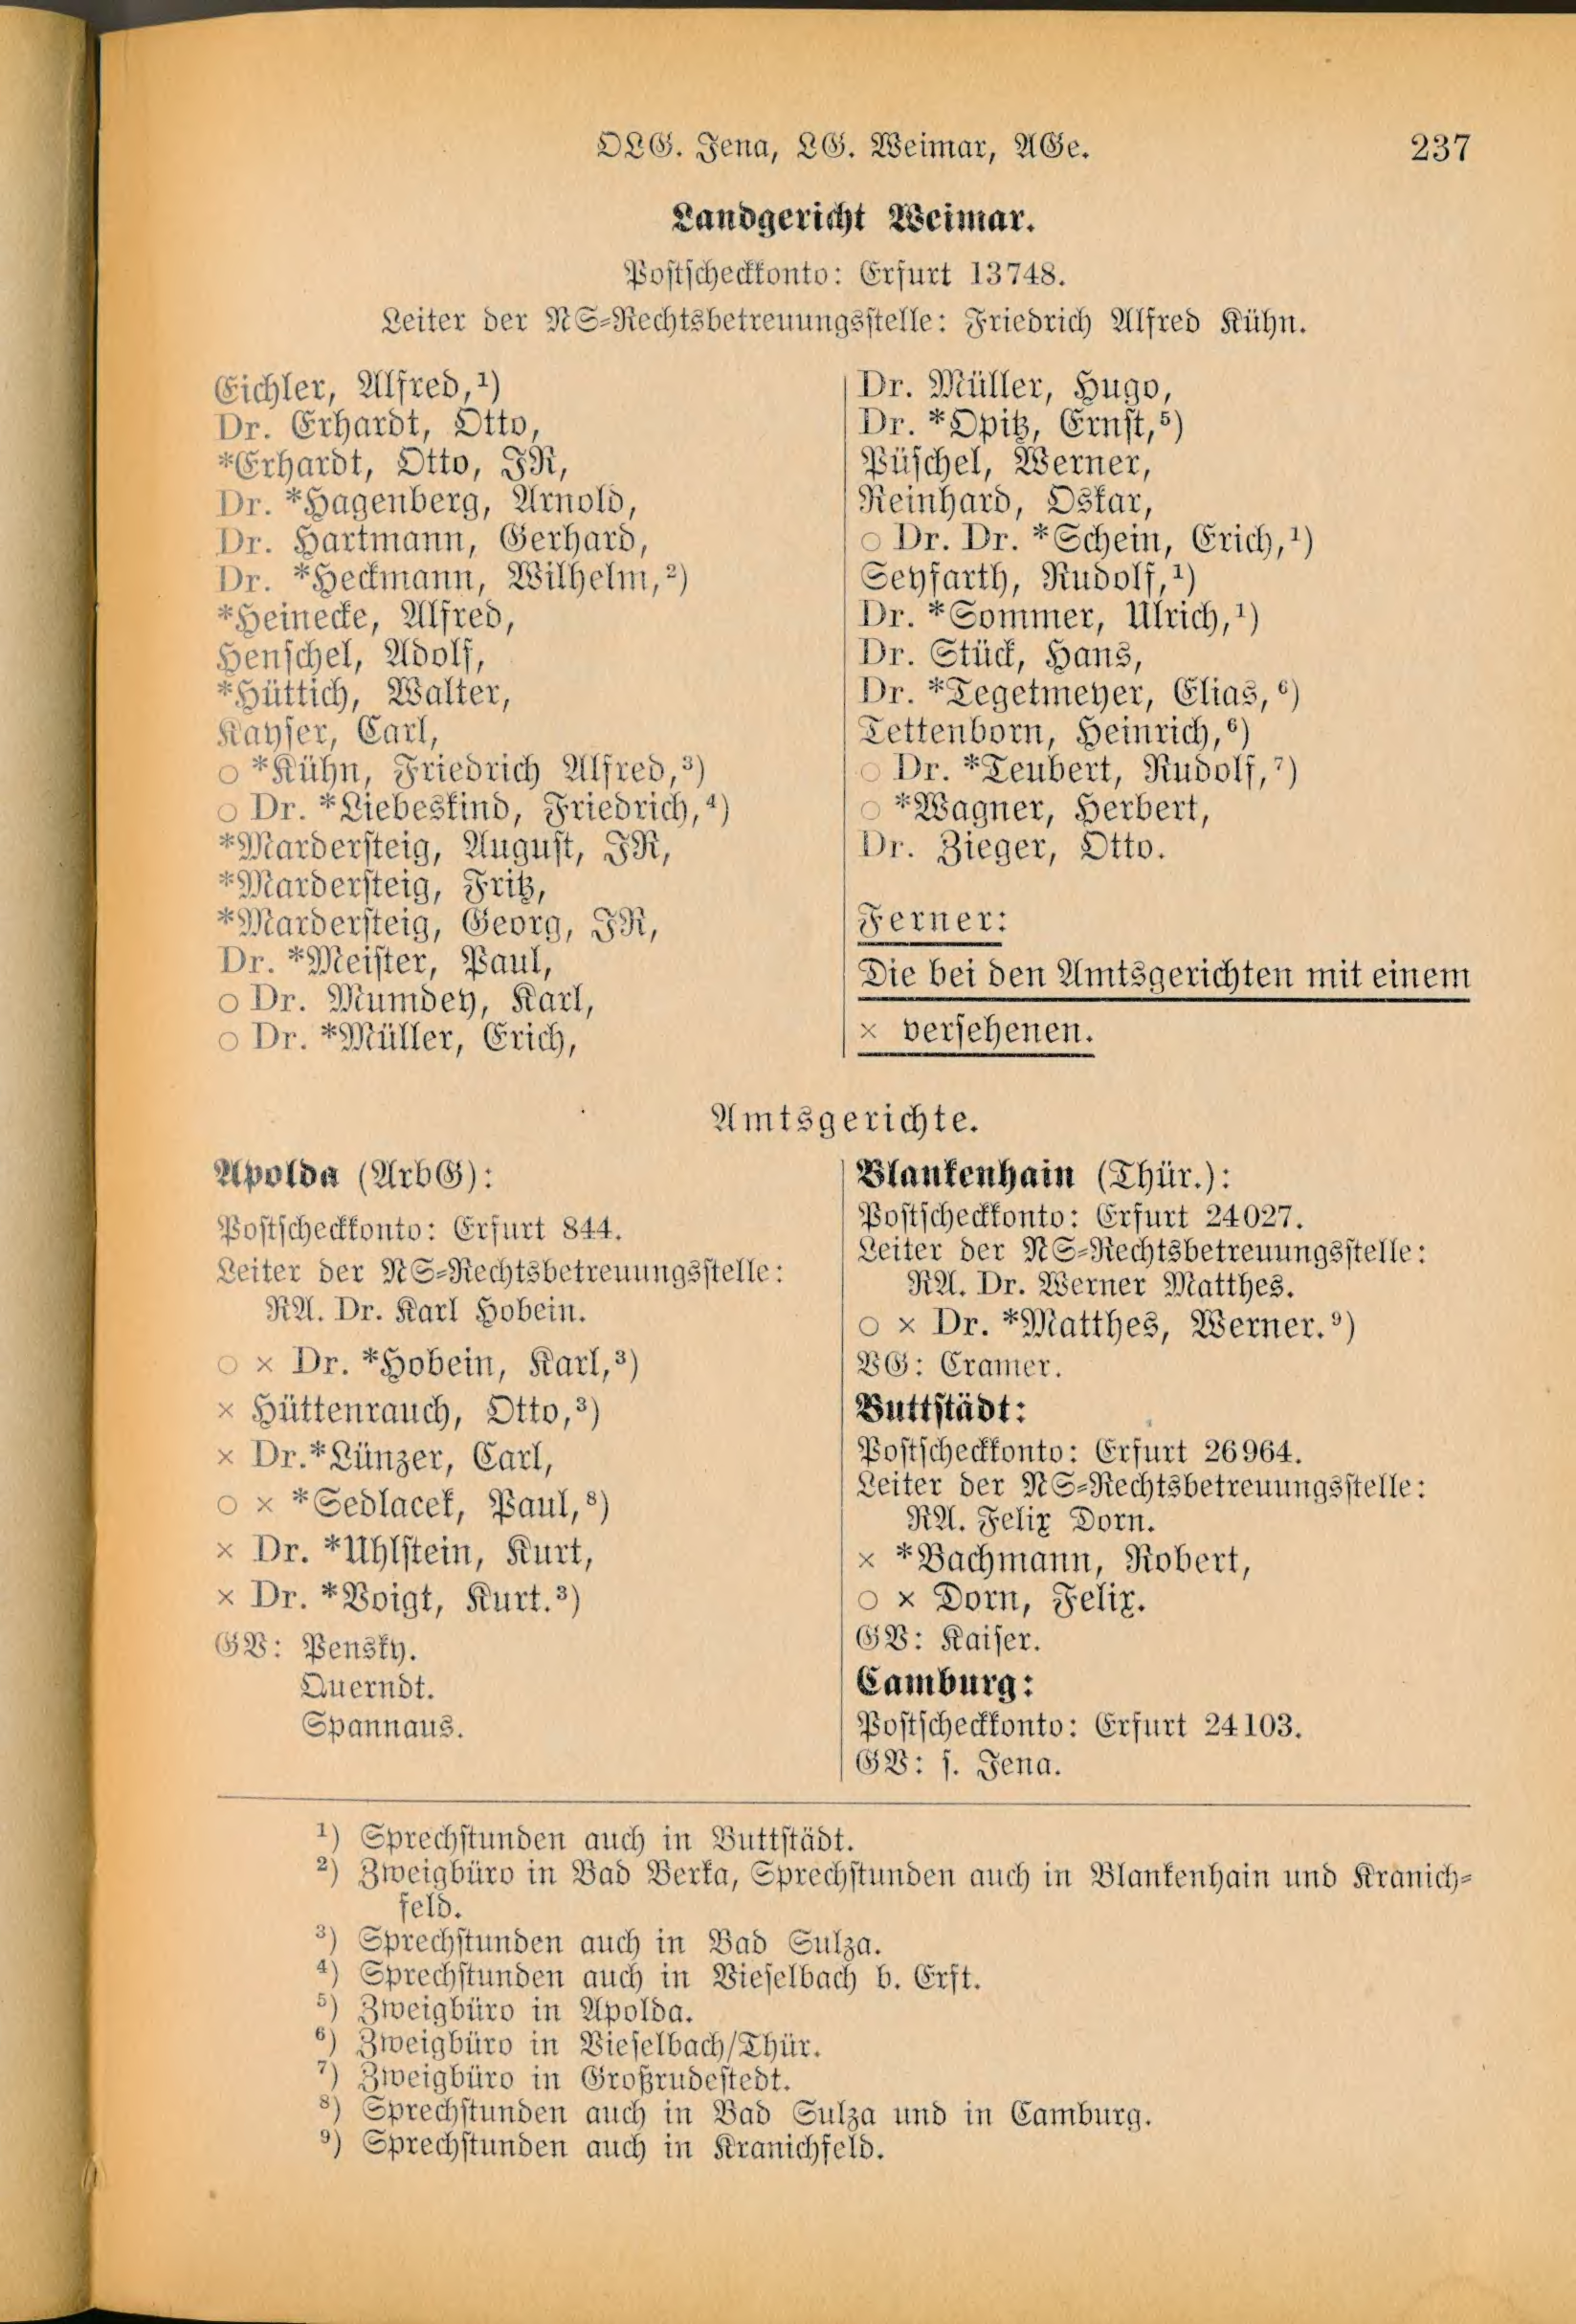 OLG. Jena, LG. Weimar, AGe. 237
Landgericht Weimar.
Postscheckkonto: Erfurt 13748.
Leiter der NS-Rechtsbetreuungsstelle: Friedrich Alfred Kühn.
Eichler, Alfred,¹)
Dr. Erhardt, Otto,
*Erhardt, Otto, JR,
Dr. *Hagenberg, Arnold,
Dr. Hartmann, Gerhard,
Dr. *Heckmann, Wilhelm,²)
*Heinecke, Alfred,
Henschel, Adolf,
*Hüttich, Walter,
Kayser, Carl,
○ *Kühn, Friedrich Alfred,³)
○ Dr. *Liebeskind, Friedrich,⁴)
*Mardersteig, August, JR,
*Mardersteig, Fritz,
*Mardersteig, Georg, JR,
Dr. *Meister, Paul,
○ Dr. Mumdey, Karl,
○ Dr. *Müller, Erich,
Dr. Müller, Hugo,
Dr. *Opitz, Ernst,⁵)
Püschel, Werner,
Reinhard, Oskar,
○ Dr. Dr. *Schein, Erich,¹)
Seyfarth, Rudolf,¹)
Dr. *Sommer, Ulrich,¹)
Dr. Stück, Hans,
Dr. *Tegetmeyer, Elias,⁶)
Tettenborn, Heinrich,⁶)
○ Dr. *Teubert, Rudolf,⁷)
○ *Wagner, Herbert,
Dr. Zieger, Otto.
Ferner:
Die bei den Amtsgerichten mit einem
× versehenen.
Amtsgerichte.
Apolda (ArbG):
Postscheckkonto: Erfurt 844.
Leiter der NS-Rechtsbetreuungsstelle:
RA. Dr. Karl Hobein.
○ × Dr. *Hobein, Karl,³)
× Hüttenrauch, Otto,³)
× Dr.*Lünzer, Carl,
○ × *Sedlacek, Paul,⁸)
× Dr. *Uhlstein, Kurt,
× Dr. *Voigt, Kurt.³)
GV: Pensky.
Querndt.
Spannaus.
Blankenhain (Thür.):
Postscheckkonto: Erfurt 24027.
Leiter der NS-Rechtsbetreuungsstelle:
RA. Dr. Werner Matthes.
○ × Dr. *Matthes, Werner.⁹)
VG: Cramer.
Buttstädt:
Postscheckkonto: Erfurt 26964.
Leiter der NS-Rechtsbetreuungsstelle:
RA. Felix Dorn.
× *Bachmann, Robert,
○ × Dorn, Felix.
GV: Kaiser.
Camburg:
Postscheckkonto: Erfurt 24103.
GV: s. Jena.
¹) Sprechstunden auch in Buttstädt.
²) Zweigbüro in Bad Berka, Sprechstunden auch in Blankenhain und Kranich-
feld.
³) Sprechstunden auch in Bad Sulza.
⁴) Sprechstunden auch in Vieselbach b. Erft.
⁵) Zweigbüro in Apolda.
⁶) Zweigbüro in Vieselbach/Thür.
⁷) Zweigbüro in Großrudestedt.
⁸) Sprechstunden auch in Bad Sulza und in Camburg.
⁹) Sprechstunden auch in Kranichfeld.